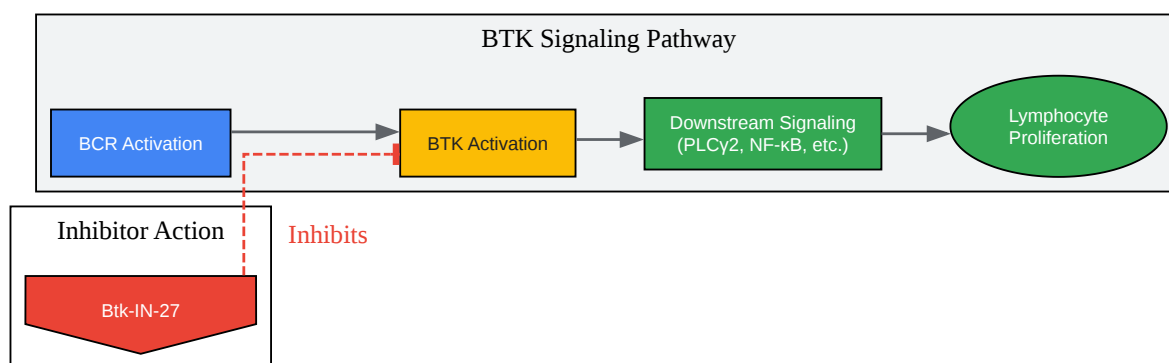 BTK Signaling Pathway
BCR Activation
BTK Activation
Downstream Signaling
(PLCγ2, NF-κB, etc.)
Lymphocyte
Proliferation
Inhibitor Action
Inhibits
Btk-IN-27